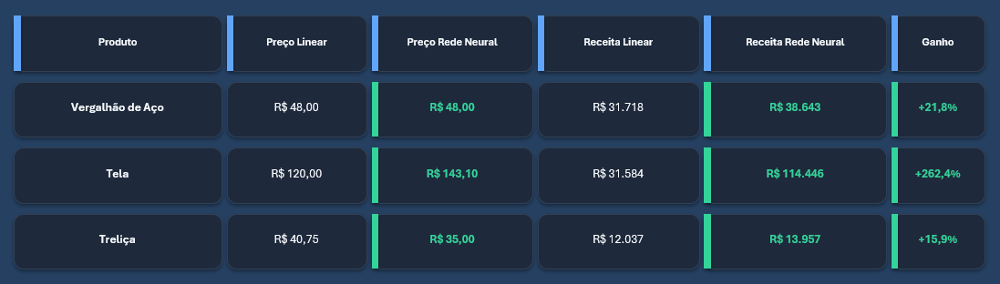 Produto Preço Linear Preço Rede Neural Receita Linear Receita Rede Neural Ganho
Vergalhão de Aço R$ 48,00 R$ 48,00 R$ 31.718 R$ 38.643 +21,8%
Tela R$ 120,00 R$ 143,10 R$ 31.584 R$ 114.446 +262,4%
Treliça R$ 40,75 R$ 35,00 R$ 12.037 R$ 13.957 +15,9%